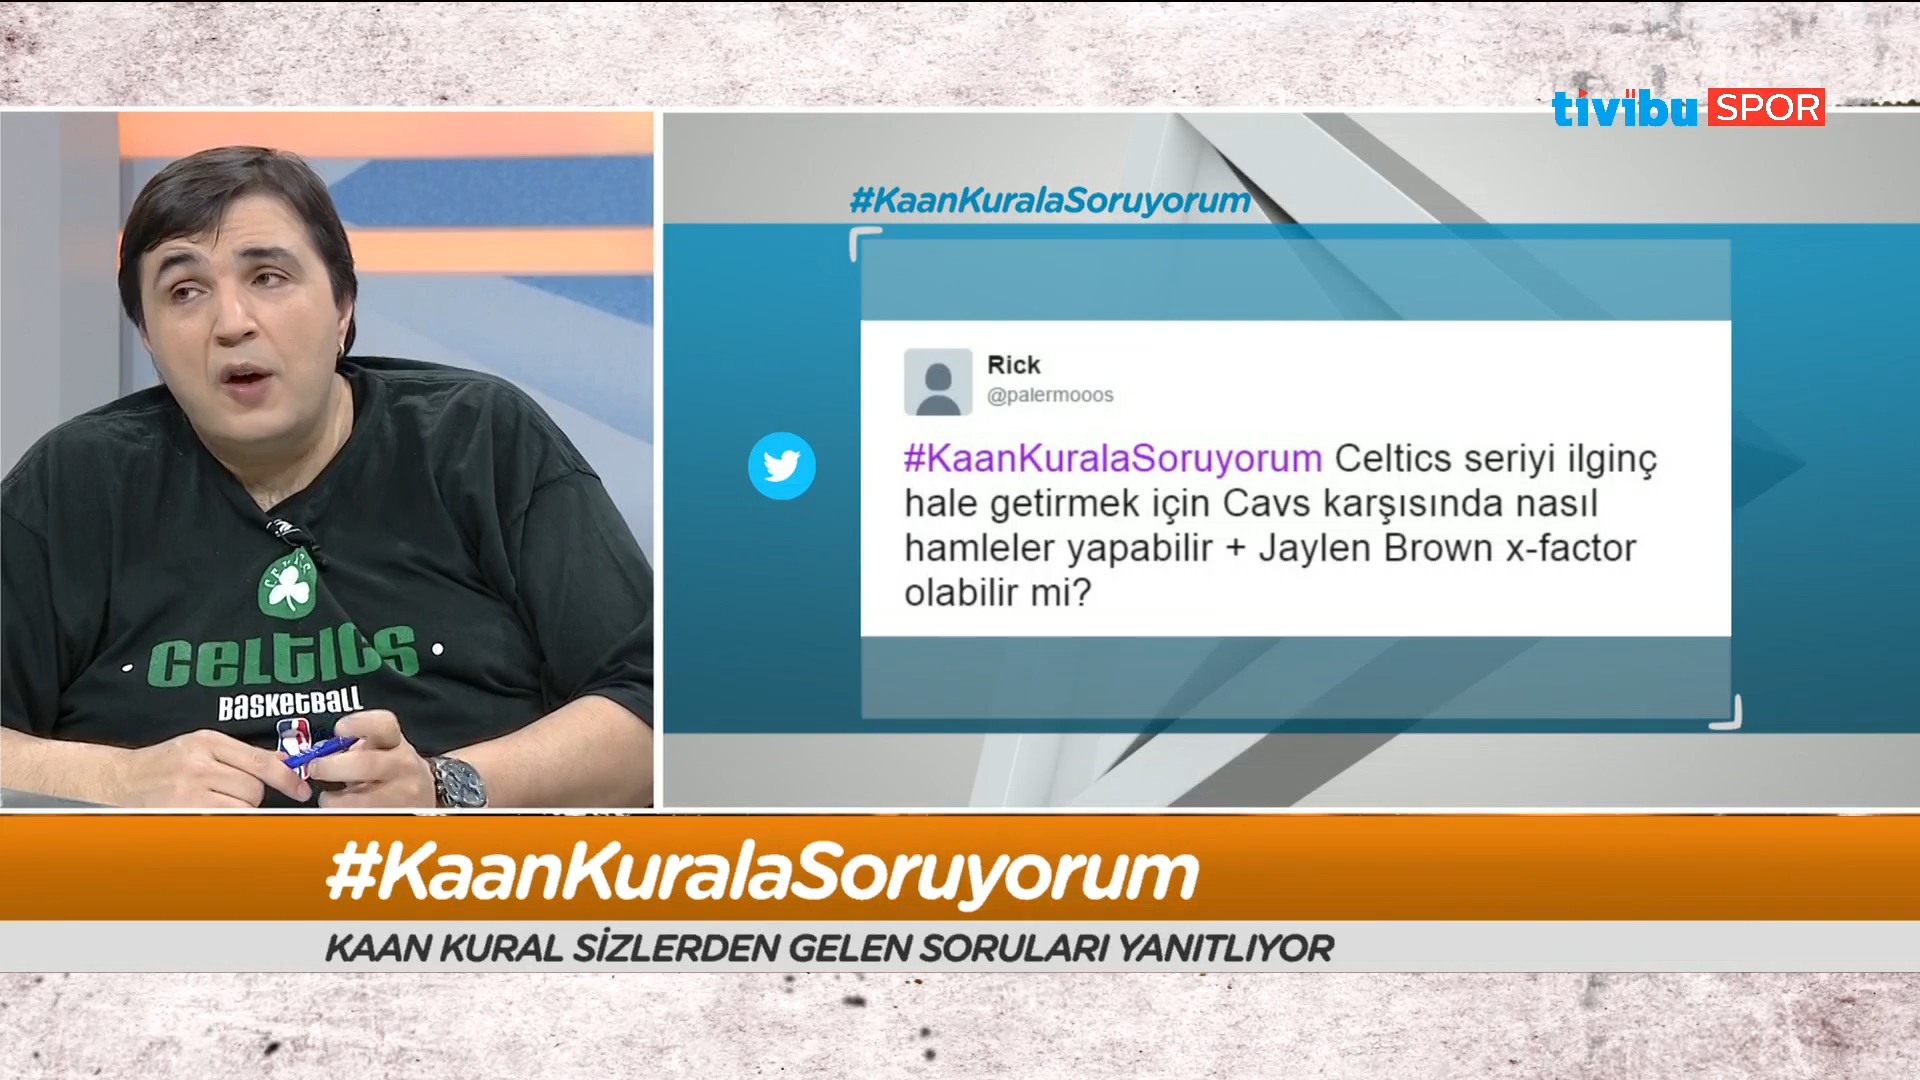 tivibu SPOR
#KaanKuralaSoruyorum
Rick
@palermooos
#KaanKuralaSoruyorum Celtics seriyi ilginç
hale getirmek için Cavs karşısında nasıl
hamleler yapabilir + Jaylen Brown x-factor
olabilir mi?
CELTICS
BASKETBALL
#KaanKuralaSoruyorum
KAAN KURAL SİZLERDEN GELEN SORULARI YANITLIYOR